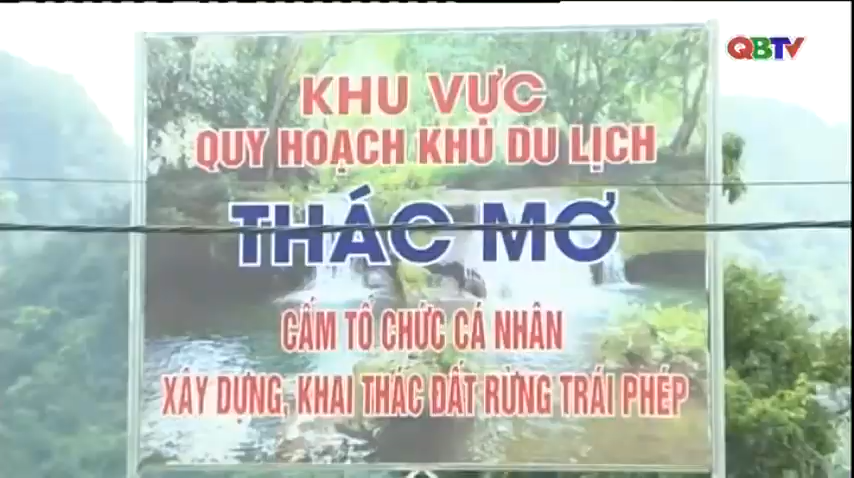 QBTV
KHU VỰC
QUY HOẠCH KHU DU LỊCH
THÁC MƠ
CẤM TỔ CHỨC CÁ NHÂN
XÂY DỰNG, KHAI THÁC ĐẤT RỪNG TRÁI PHÉP